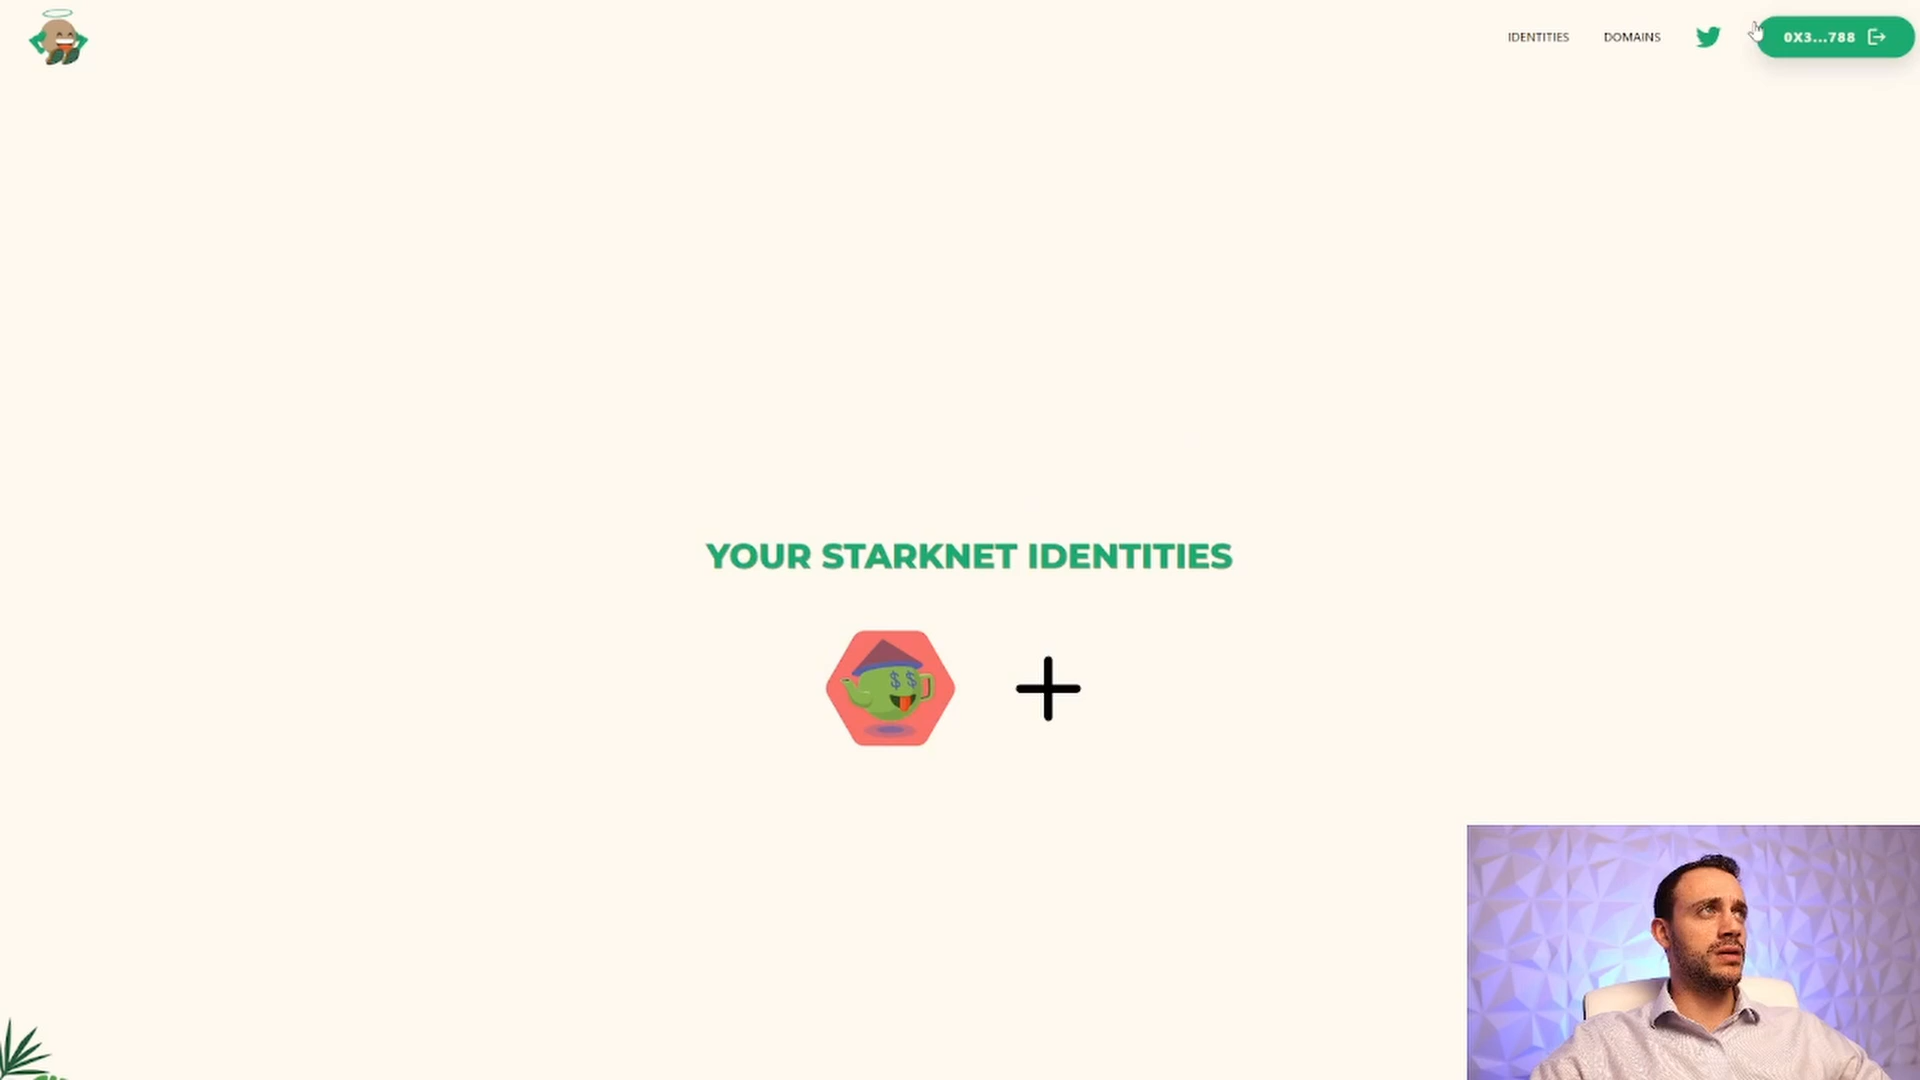 IDENTITIES
DOMAINS
0X3...788
YOUR STARKNET IDENTITIES
$ $